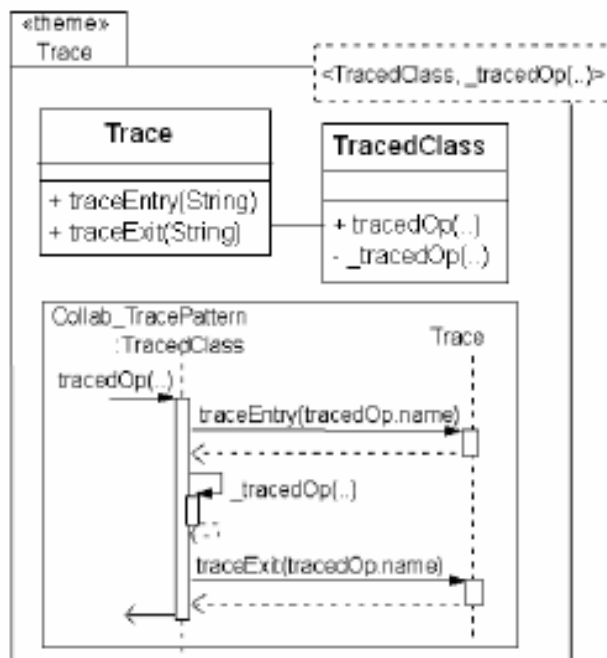 «theme»
Trace
<TracedClass, _tracedOp(..)>
Trace
+ traceEntry(String)
+ traceExit(String)
TracedClass
+ tracedOp(..)
- _tracedOp(..)
Collab_TracePattern
:TracedClass
Trace
tracedOp(..)
traceEntry(tracedOp.name)
_tracedOp(..)
traceExit(tracedOp.name)